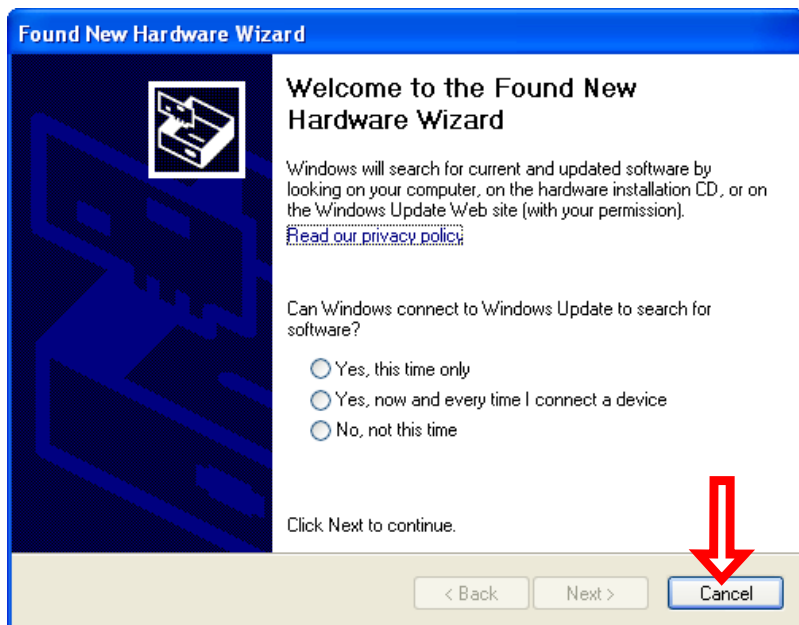 Found New Hardware Wizard
Welcome to the Found New
Hardware Wizard
Windows will search for current and updated software by
looking on your computer, on the hardware installation CD, or on
the Windows Update Web site (with your permission).
Read our privacy policy
Can Windows connect to Windows Update to search for
software?
Yes, this time only
Yes, now and every time I connect a device
No, not this time
Click Next to continue.
< Back Next > Cancel